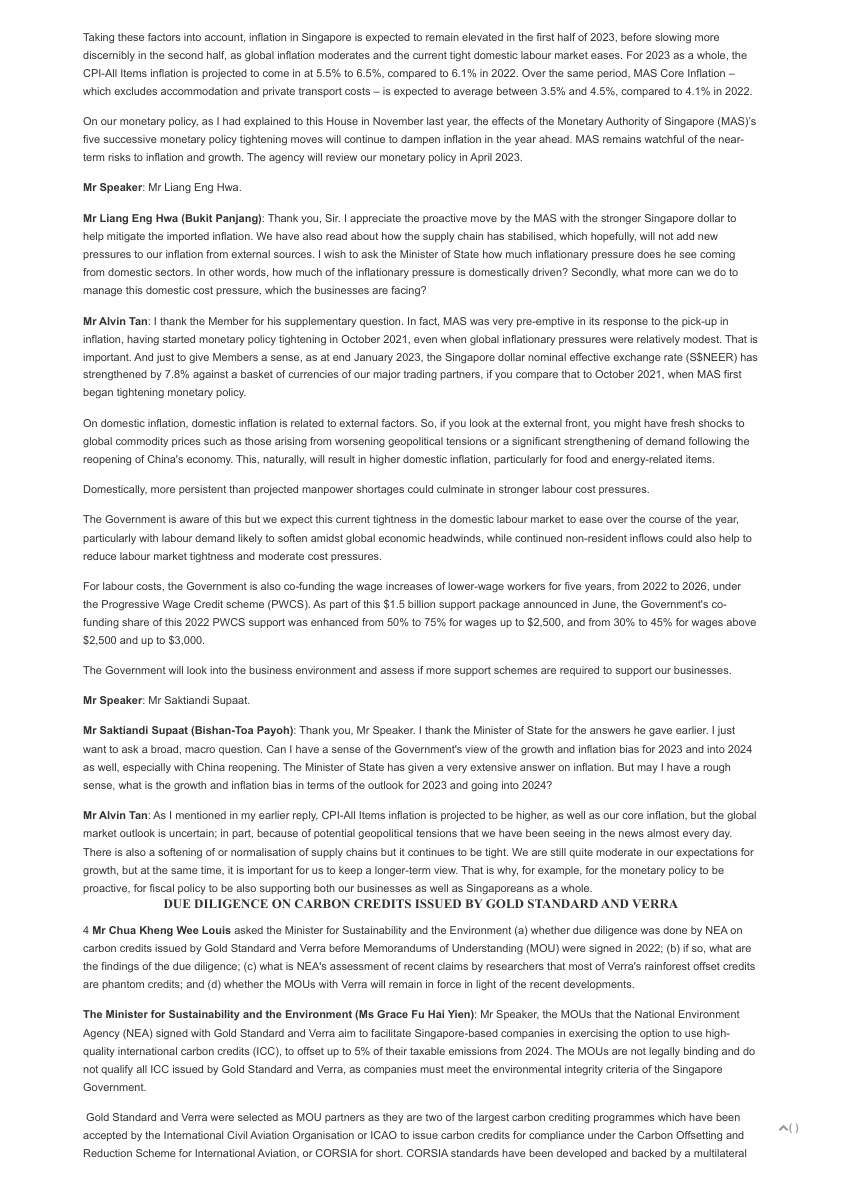 Taking these factors into account, inflation in Singapore is expected to remain elevated in the first half of 2023, before slowing more
discernibly in the second half, as global inflation moderates and the current tight domestic labour market eases. For 2023 as a whole, the
CPI-All Items inflation is projected to come in at 5.5% to 6.5%, compared to 6.1% in 2022. Over the same period, MAS Core Inflation –
which excludes accommodation and private transport costs – is expected to average between 3.5% and 4.5%, compared to 4.1% in 2022.
On our monetary policy, as I had explained to this House in November last year, the effects of the Monetary Authority of Singapore (MAS)'s
five successive monetary policy tightening moves will continue to dampen inflation in the year ahead. MAS remains watchful of the near-
term risks to inflation and growth. The agency will review our monetary policy in April 2023.
Mr Speaker: Mr Liang Eng Hwa.
Mr Liang Eng Hwa (Bukit Panjang): Thank you, Sir. I appreciate the proactive move by the MAS with the stronger Singapore dollar to
help mitigate the imported inflation. We have also read about how the supply chain has stabilised, which hopefully, will not add new
pressures to our inflation from external sources. I wish to ask the Minister of State how much inflationary pressure does he see coming
from domestic sectors. In other words, how much of the inflationary pressure is domestically driven? Secondly, what more can we do to
manage this domestic cost pressure, which the businesses are facing?
Mr Alvin Tan: I thank the Member for his supplementary question. In fact, MAS was very pre-emptive in its response to the pick-up in
inflation, having started monetary policy tightening in October 2021, even when global inflationary pressures were relatively modest. That is
important. And just to give Members a sense, as at end January 2023, the Singapore dollar nominal effective exchange rate (S$NEER) has
strengthened by 7.8% against a basket of currencies of our major trading partners, if you compare that to October 2021, when MAS first
began tightening monetary policy.
On domestic inflation, domestic inflation is related to external factors. So, if you look at the external front, you might have fresh shocks to
global commodity prices such as those arising from worsening geopolitical tensions or a significant strengthening of demand following the
reopening of China's economy. This, naturally, will result in higher domestic inflation, particularly for food and energy-related items.
Domestically, more persistent than projected manpower shortages could culminate in stronger labour cost pressures.
The Government is aware of this but we expect this current tightness in the domestic labour market to ease over the course of the year,
particularly with labour demand likely to soften amidst global economic headwinds, while continued non-resident inflows could also help to
reduce labour market tightness and moderate cost pressures.
For labour costs, the Government is also co-funding the wage increases of lower-wage workers for five years, from 2022 to 2026, under
the Progressive Wage Credit scheme (PWCS). As part of this $1.5 billion support package announced in June, the Government's co-
funding share of this 2022 PWCS support was enhanced from 50% to 75% for wages up to $2,500, and from 30% to 45% for wages above
$2,500 and up to $3,000.
The Government will look into the business environment and assess if more support schemes are required to support our businesses.
Mr Speaker: Mr Saktiandi Supaat.
Mr Saktiandi Supaat (Bishan-Toa Payoh): Thank you, Mr Speaker. I thank the Minister of State for the answers he gave earlier. I just
want to ask a broad, macro question. Can I have a sense of the Government's view of the growth and inflation bias for 2023 and into 2024
as well, especially with China reopening. The Minister of State has given a very extensive answer on inflation. But may I have a rough
sense, what is the growth and inflation bias in terms of the outlook for 2023 and going into 2024?
Mr Alvin Tan: As I mentioned in my earlier reply, CPI-All Items inflation is projected to be higher, as well as our core inflation, but the global
market outlook is uncertain; in part, because of potential geopolitical tensions that we have been seeing in the news almost every day.
There is also a softening of or normalisation of supply chains but it continues to be tight. We are still quite moderate in our expectations for
growth, but at the same time, it is important for us to keep a longer-term view. That is why, for example, for the monetary policy to be
proactive, for fiscal policy to be also supporting both our businesses as well as Singaporeans as a whole.
DUE DILIGENCE ON CARBON CREDITS ISSUED BY GOLD STANDARD AND VERRA
4 Mr Chua Kheng Wee Louis asked the Minister for Sustainability and the Environment (a) whether due diligence was done by NEA on
carbon credits issued by Gold Standard and Verra before Memorandums of Understanding (MOU) were signed in 2022; (b) if so, what are
the findings of the due diligence; (c) what is NEA's assessment of recent claims by researchers that most of Verra's rainforest offset credits
are phantom credits; and (d) whether the MOUs with Verra will remain in force in light of the recent developments.
The Minister for Sustainability and the Environment (Ms Grace Fu Hai Yien): Mr Speaker, the MOUs that the National Environment
Agency (NEA) signed with Gold Standard and Verra aim to facilitate Singapore-based companies in exercising the option to use high-
quality international carbon credits (ICC), to offset up to 5% of their taxable emissions from 2024. The MOUs are not legally binding and do
not qualify all ICC issued by Gold Standard and Verra, as companies must meet the environmental integrity criteria of the Singapore
Government.
Gold Standard and Verra were selected as MOU partners as they are two of the largest carbon crediting programmes which have been
accepted by the International Civil Aviation Organisation or ICAO to issue carbon credits for compliance under the Carbon Offsetting and
Reduction Scheme for International Aviation, or CORSIA for short. CORSIA standards have been developed and backed by a multilateral
( )